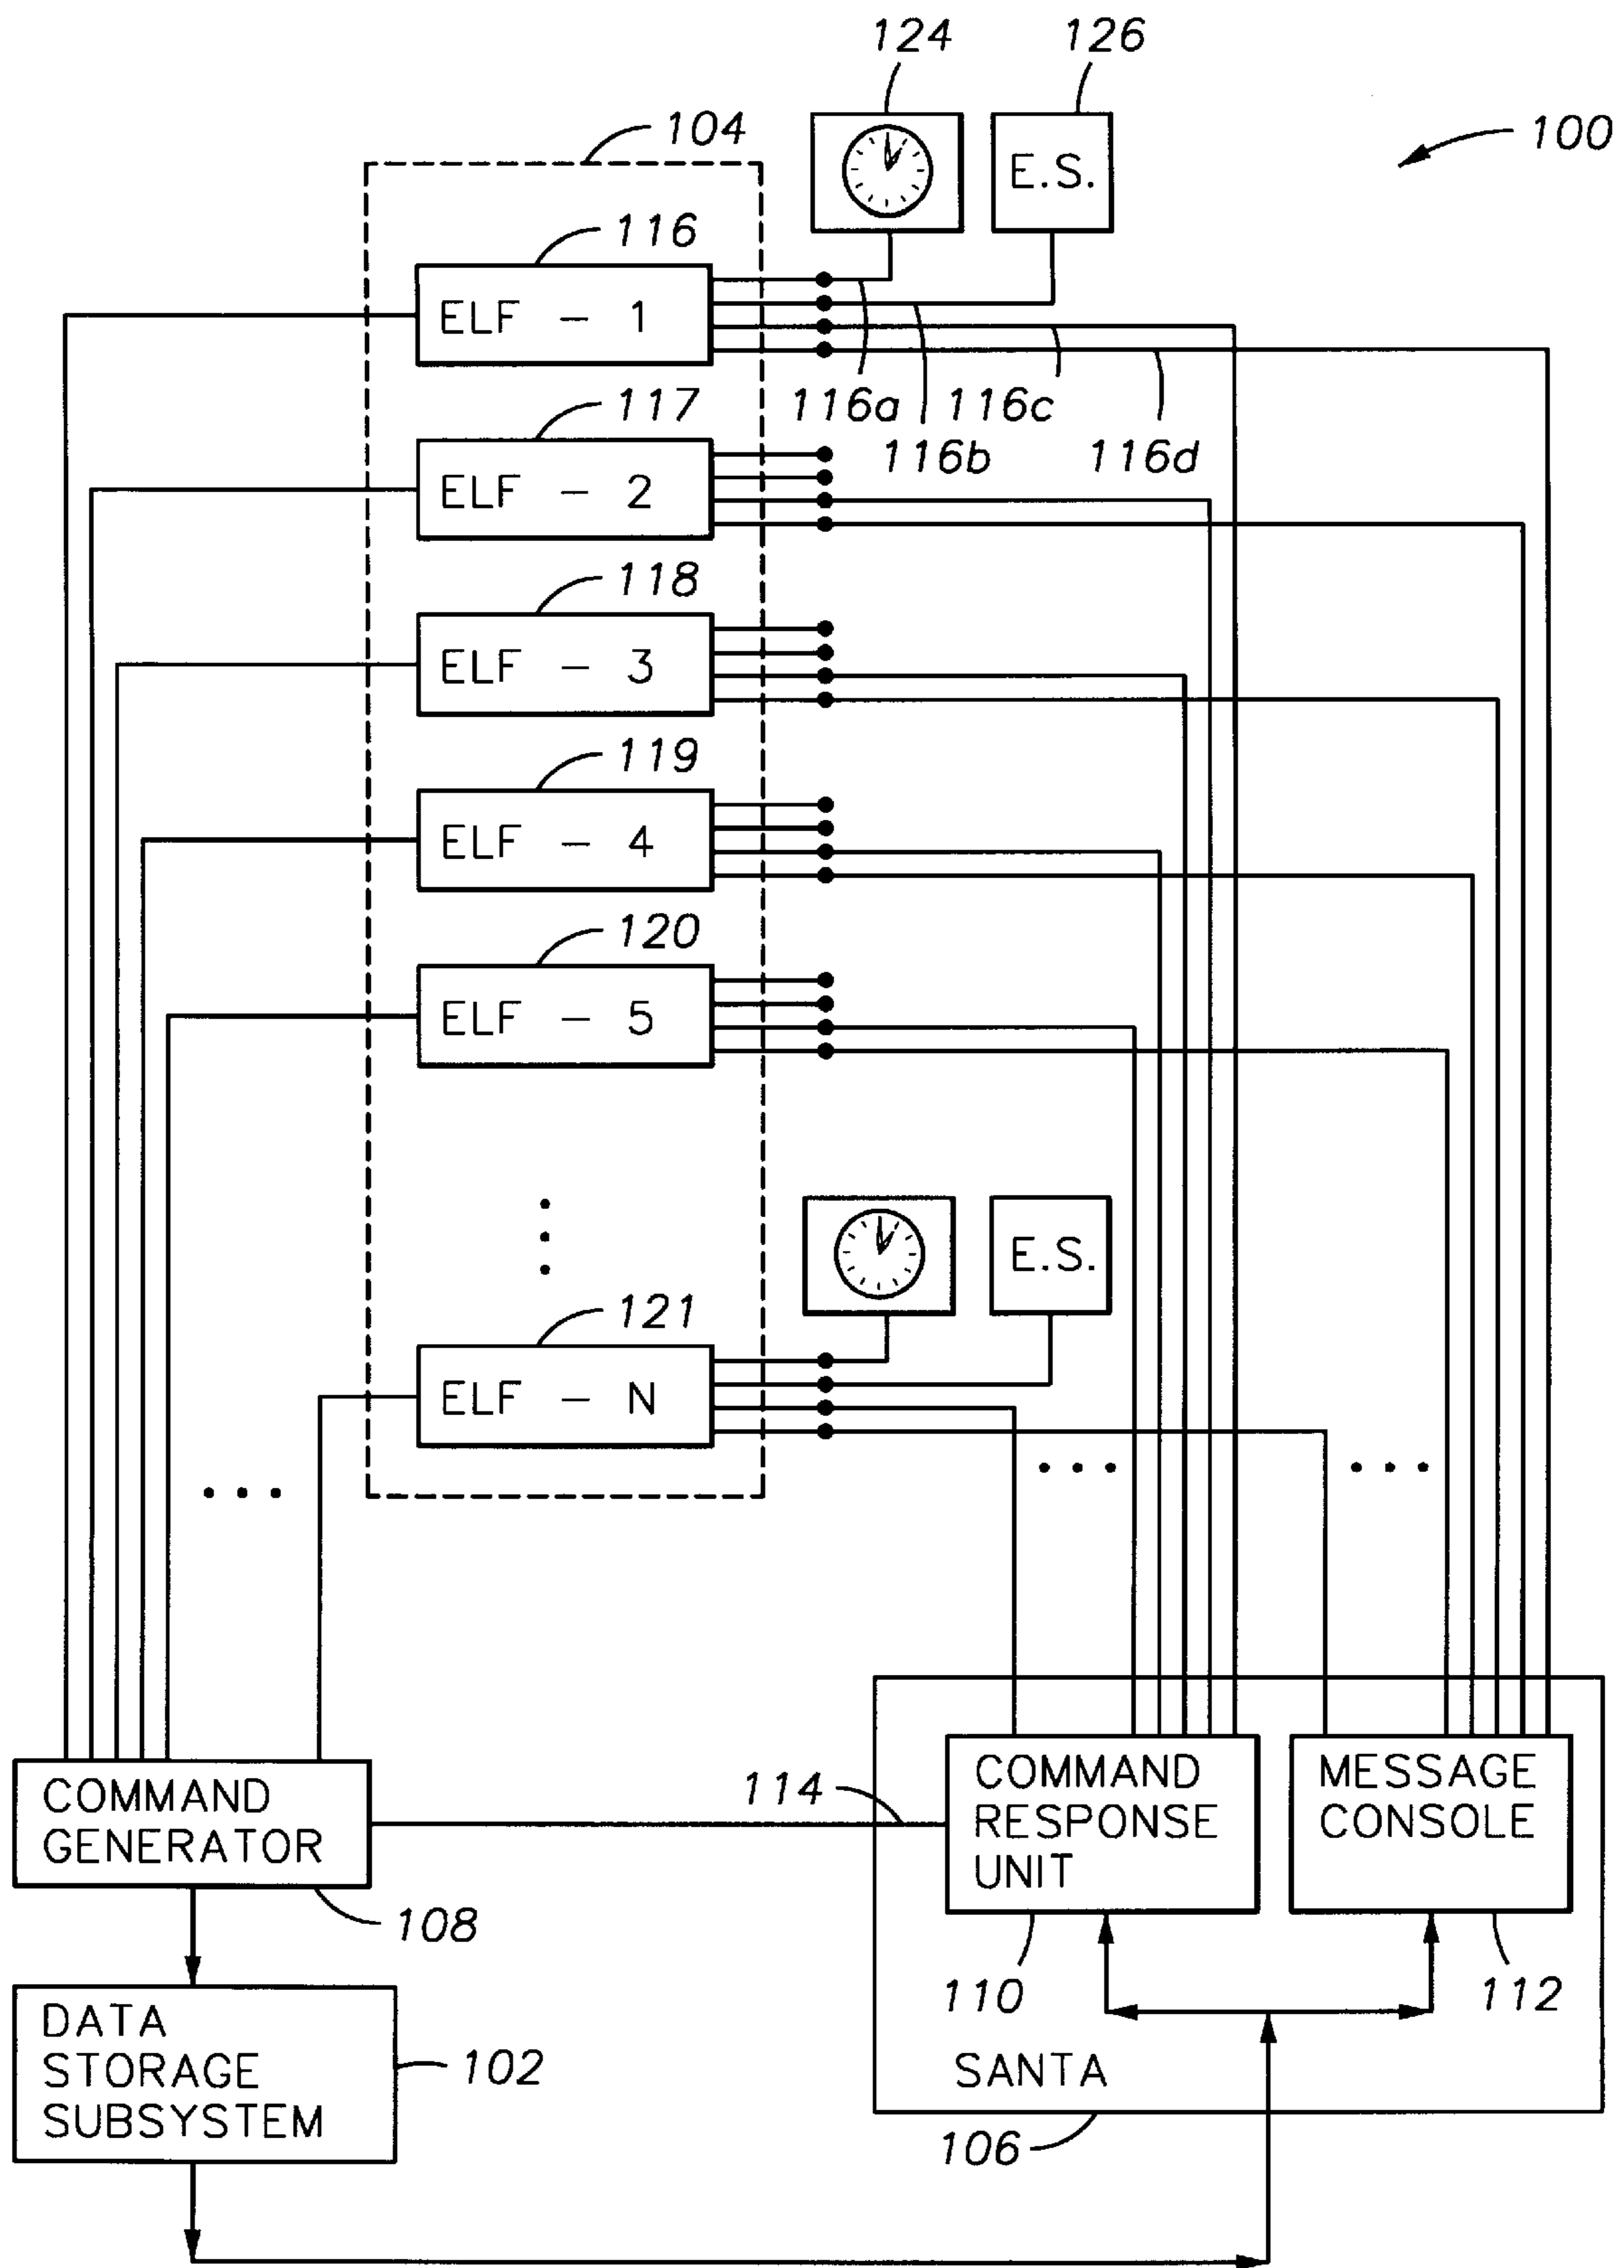 124
126
104
100
E.S.
116
ELF - 1
116a
116c
116b
116d
117
ELF - 2
118
ELF - 3
119
ELF - 4
120
ELF - 5
E.S.
121
ELF - N
COMMAND
GENERATOR
108
114
COMMAND
RESPONSE
UNIT
110
MESSAGE
CONSOLE
112
DATA
STORAGE
SUBSYSTEM
102
SANTA
106